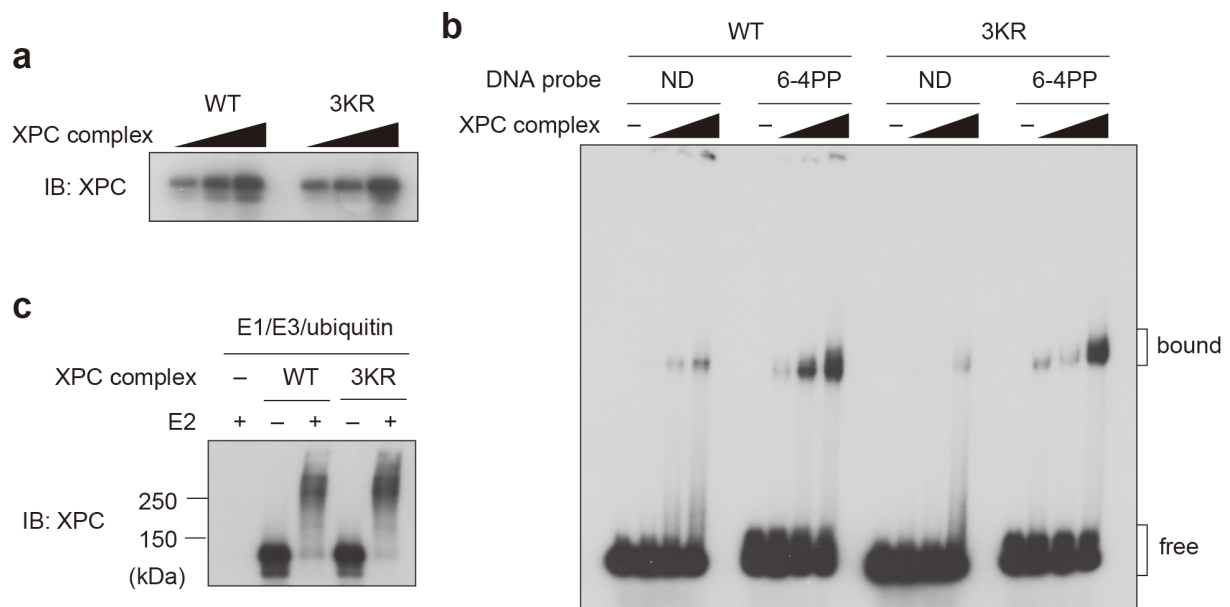 a
WT 3KR
XPC complex
IB: XPC
b
WT 3KR
DNA probe ND 6-4PP ND 6-4PP
XPC complex – – – –
bound
free
c
E1/E3/ubiquitin
XPC complex – WT 3KR
E2 + – + – +
250
IB: XPC
150
(kDa)